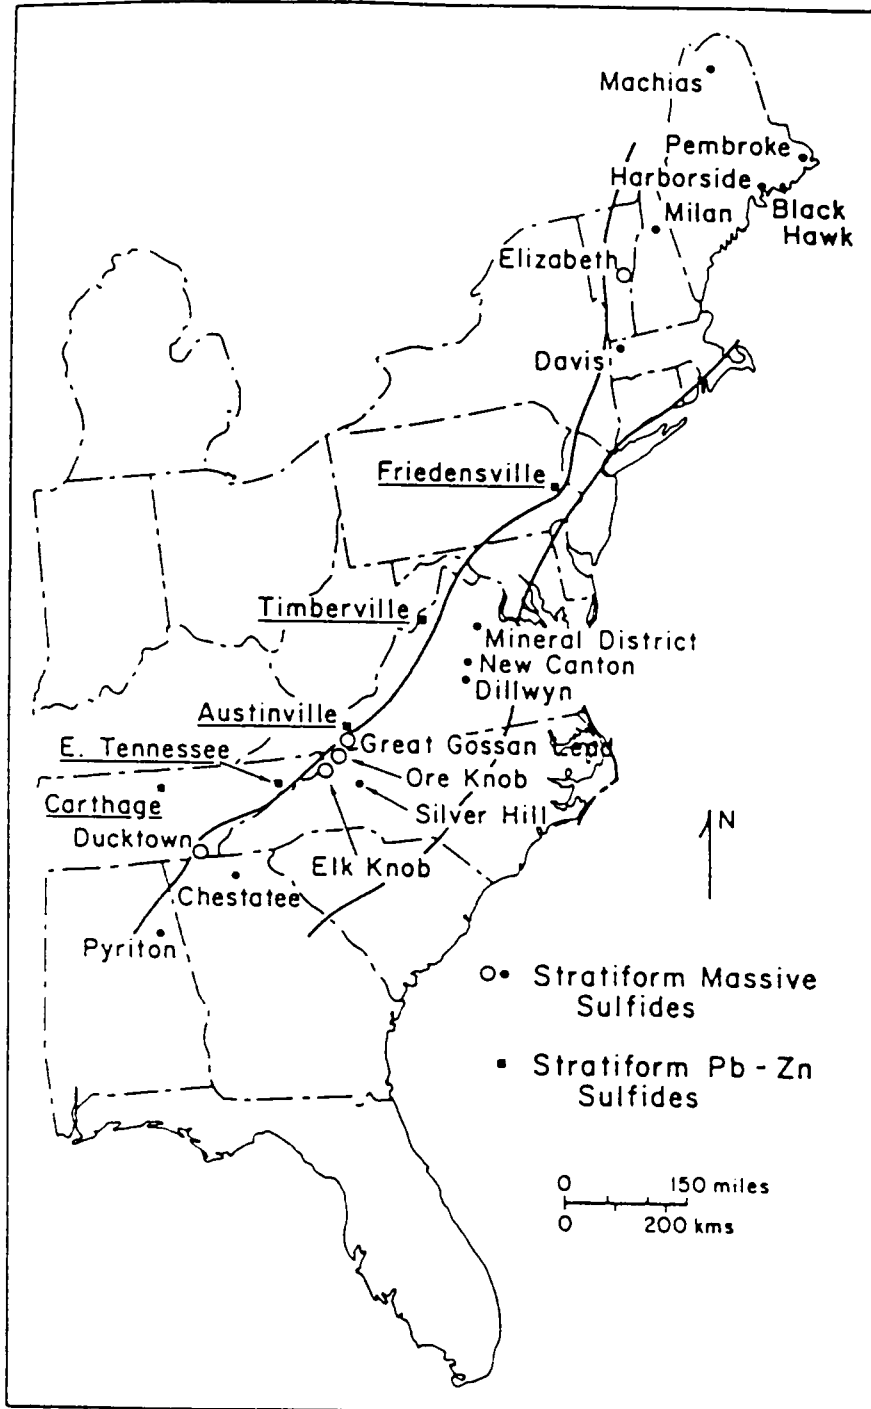 Machias
Pembroke
Harborside
Black
Hawk
Milan
Elizabeth
Davis
Friedensville
Timberville
Mineral District
New Canton
Dillwyn
Austinville
Great Gossan Lead
E. Tennessee
Ore Knob
Carthage
Silver Hill
Ducktown
Elk Knob
N
Chestatee
Pyriton
Stratiform Massive
Sulfides
Stratiform Pb - Zn
Sulfides
0 150 miles
0 200 kms